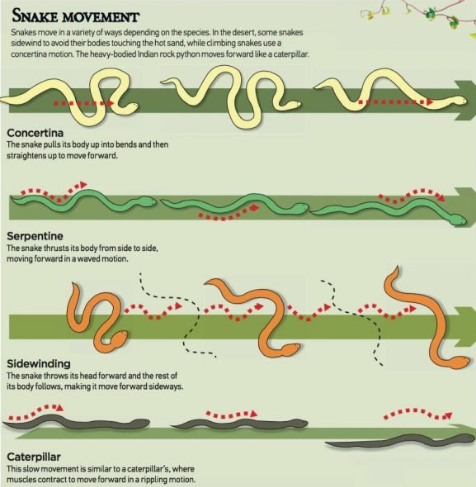 SNAKE MOVEMENT
Snakes move in a variety of ways depending on the species. In the desert, some snakes
sidewind to avoid their bodies touching the hot sand, while climbing snakes use a
concertina motion. The heavy-bodied Indian rock python moves forward like a caterpillar.
Concertina
The snake pulls its body up into bends and then
straightens up to move forward.
Serpentine
The snake thrusts its body from side to side,
moving forward in a waved motion.
Sidewinding
The snake throws its head forward and the rest of
its body follows, making it move forward sideways.
Caterpillar
This slow movement is similar to a caterpillar's, where
muscles contract to move forward in a rippling motion.